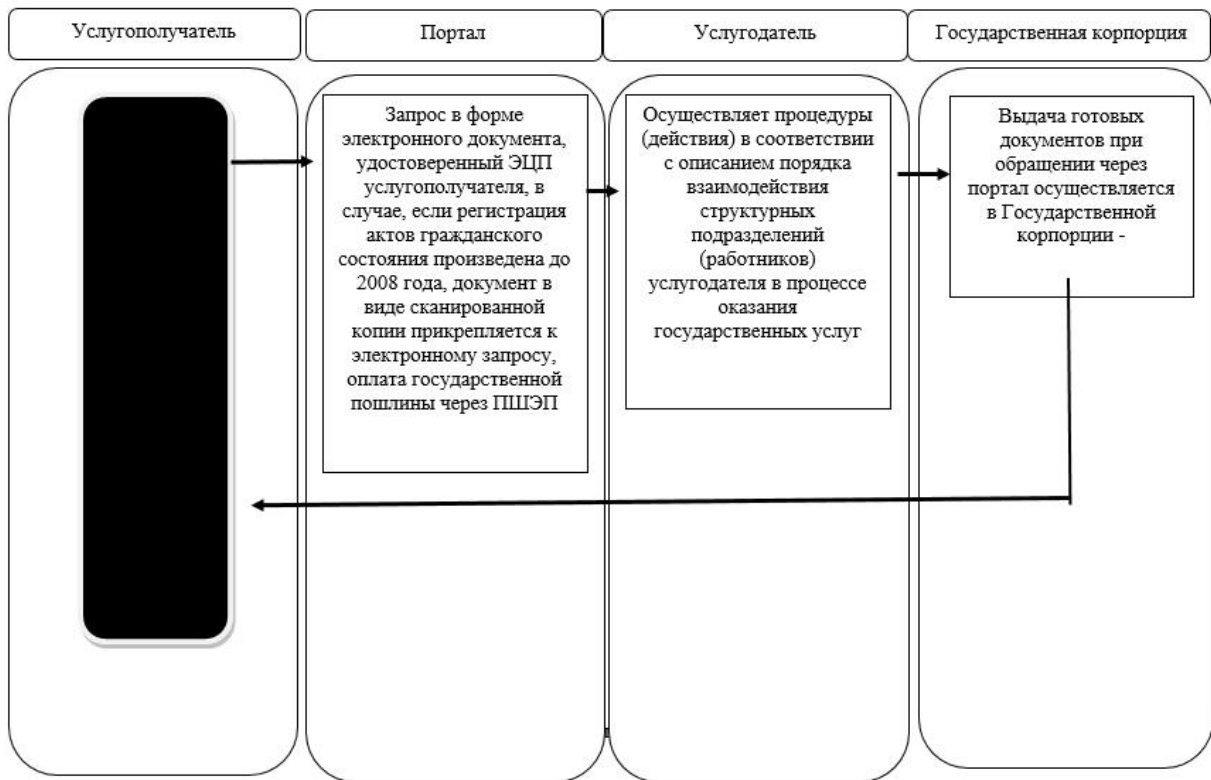 Услугополучатель
Портал
Услугодатель
Государственная корпорция
Запрос в форме
электронного документа,
удостоверенный ЭЦП
услугополучателя, в
случае, если регистрация
актов гражданского
состояния произведена до
2008 года, документ в
виде сканированной
копии прикрепляется к
электронному запросу,
оплата государственной
пошлины через ПШЭП
Осуществляет процедуры
(действия) в соответствии
с описанием порядка
взаимодействия
структурных
подразделений
(работников)
услугодателя в процессе
оказания
государственных услуг
Выдача готовых
документов при
обращении через
портал осуществляется
в Государственной
корпорции -